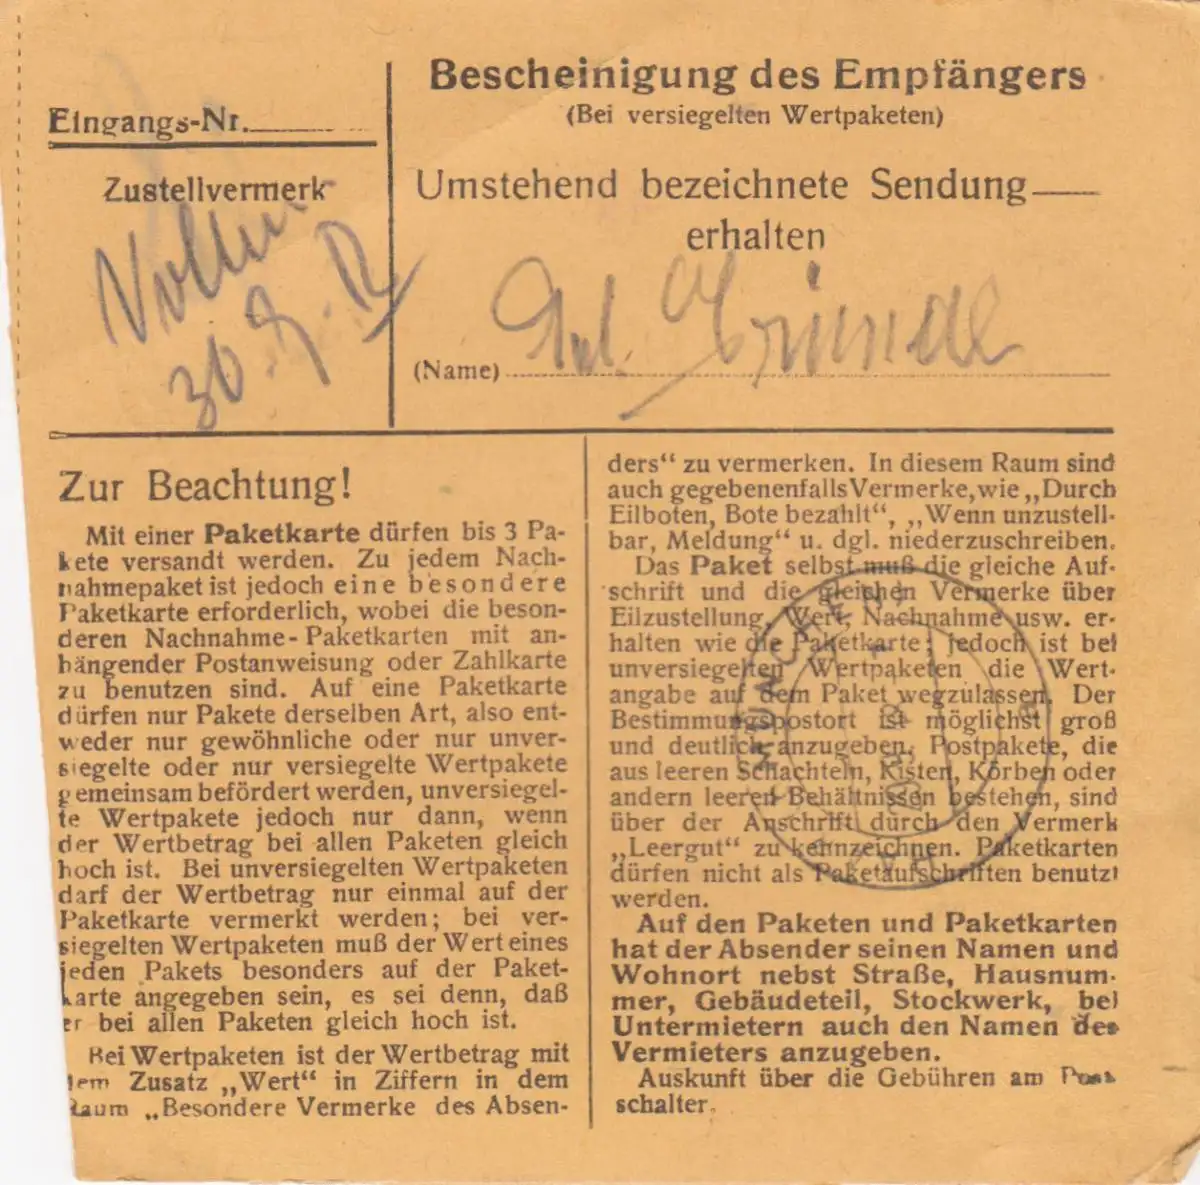 Eingangs-Nr.
Zustellvermerk
30. 9.
Bescheinigung des Empfängers
(Bei versiegelten Wertpaketen)
Umstehend bezeichnete Sendung
erhalten
(Name)
Zur Beachtung!
Mit einer Paketkarte dürfen bis 3 Pa-
kete versandt werden. Zu jedem Nach-
nahmepaket ist jedoch eine besondere
Paketkarte erforderlich, wobei die beson-
deren Nachnahme-Paketkarten mit an-
hängender Postanweisung oder Zahlkarte
zu benutzen sind. Auf eine Paketkarte
dürfen nur Pakete derselben Art, also ent-
weder nur gewöhnliche oder nur unver-
siegelte oder nur versiegelte Wertpakete
gemeinsam befördert werden, unversiegel-
te Wertpakete jedoch nur dann, wenn
der Wertbetrag bei allen Paketen gleich
hoch ist. Bei unversiegelten Wertpaketen
darf der Wertbetrag nur einmal auf der
Paketkarte vermerkt werden; bei ver-
siegelten Wertpaketen muß der Wert eines
jeden Pakets besonders auf der Paket-
karte angegeben sein, es sei denn, daß
er bei allen Paketen gleich hoch ist.
Bei Wertpaketen ist der Wertbetrag mit
dem Zusatz „Wert“ in Ziffern in dem
Raum „Besondere Vermerke des Absen-
ders“ zu vermerken. In diesem Raum sind
auch gegebenenfalls Vermerke, wie „Durch
Eilboten, Bote bezahlt“, „Wenn unzustell-
bar, Meldung“ u. dgl. niederzuschreiben.
Das Paket selbst muß die gleiche Auf-
schrift und die gleichen Vermerke über
Eilzustellung, Wert, Nachnahme usw. er-
halten wie die Paketkarte; jedoch ist bei
unversiegelten Wertpaketen die Wert-
angabe auf dem Paket wegzulassen. Der
Bestimmungspostort ist möglichst groß
und deutlich anzugeben. Postpakete, die
aus leeren Schachteln, Kisten, Körben oder
andern leeren Behältnissen bestehen, sind
über der Anschrift durch den Vermerk
„Leergut“ zu kennzeichnen. Paketkarten
dürfen nicht als Paketaufschriften benutzt
werden.
Auf den Paketen und Paketkarten
hat der Absender seinen Namen und
Wohnort nebst Straße, Hausnum-
mer, Gebäudeteil, Stockwerk, bei
Untermietern auch den Namen des
Vermieters anzugeben.
Auskunft über die Gebühren am Post-
schalter.